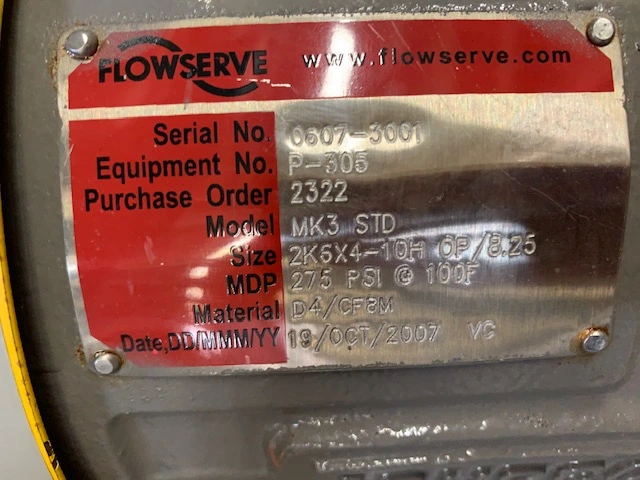 FLOWSERVE www.flowserve.com
Serial No. 0607-3001
Equipment No. P-305
Purchase Order 2322
Model MK3 STD
Size 2K6X4-10H OP/8.25
MDP 275 PSI @ 100F
Material D4/CF8M
Date,DD/MMM/YY 19/OCT/2007 VC